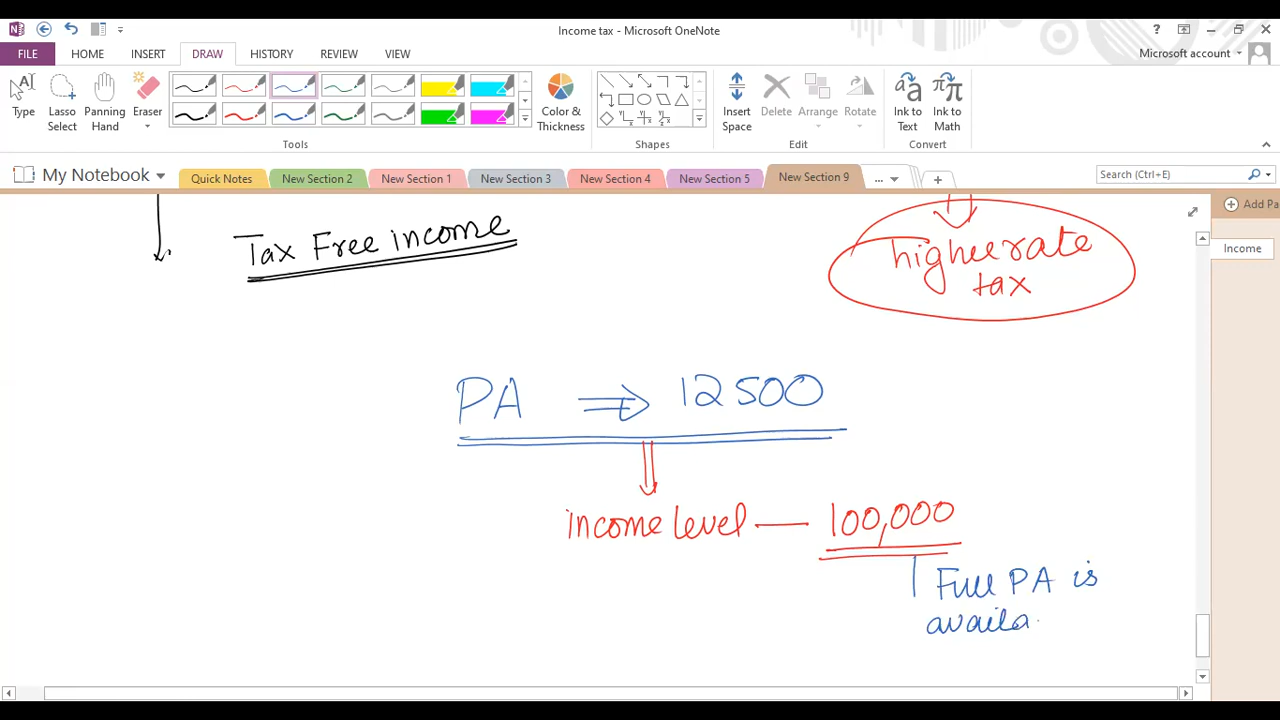 Income tax - Microsoft OneNote
Microsoft account
FILE HOME INSERT DRAW HISTORY REVIEW VIEW
Type
Lasso Select
Panning Hand
Eraser
Color & Thickness
Insert Space
Delete
Arrange
Rotate
Ink to Text
Ink to Math
Tools
Shapes
Edit
Convert
My Notebook
Quick Notes
New Section 2
New Section 1
New Section 3
New Section 4
New Section 5
New Section 9
...
Search (Ctrl+E)
Add Pa
Income
Tax Free income
higher rate
tax
PA ⇒ 12500
income level — 100,000
Full PA is
availa